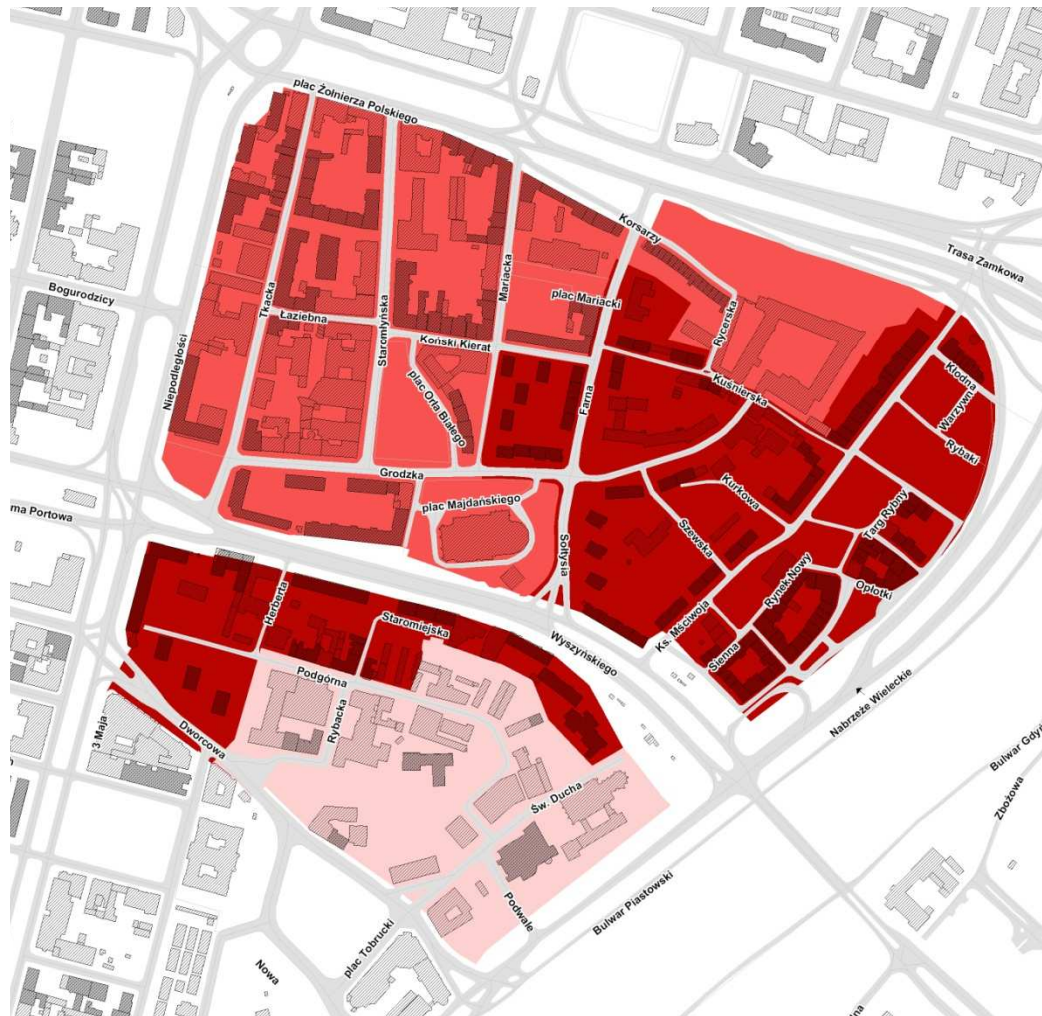 plac Żołnierza Polskiego
Korsarzy
Trasa Zamkowa
Bogurodzicy
Tkacka
Łaziebna
Staromłyńska
Mariacka
plac Mariacki
Rycerska
Koński Kierat
Niepodległości
plac Orła Białego
Farna
Kuśnierska
Kłodna
Warzywna
Rybaki
Grodzka
plac Majdańskiego
Kurkowa
Szewska
Targ Rybny
ma Portowa
Sołtysia
Rynek Nowy
Opłotki
Herberta
Staromiejska
Wyszyńskiego
Ks. Mściwoja
Sienna
Podgórna
Rybacka
3 Maja
Dworcowa
Nabrzeże Wieleckie
Bulwar Gdyń
Zbożowa
Św. Ducha
Podwale
Bulwar Piastowski
plac Tobrucki
Nowa